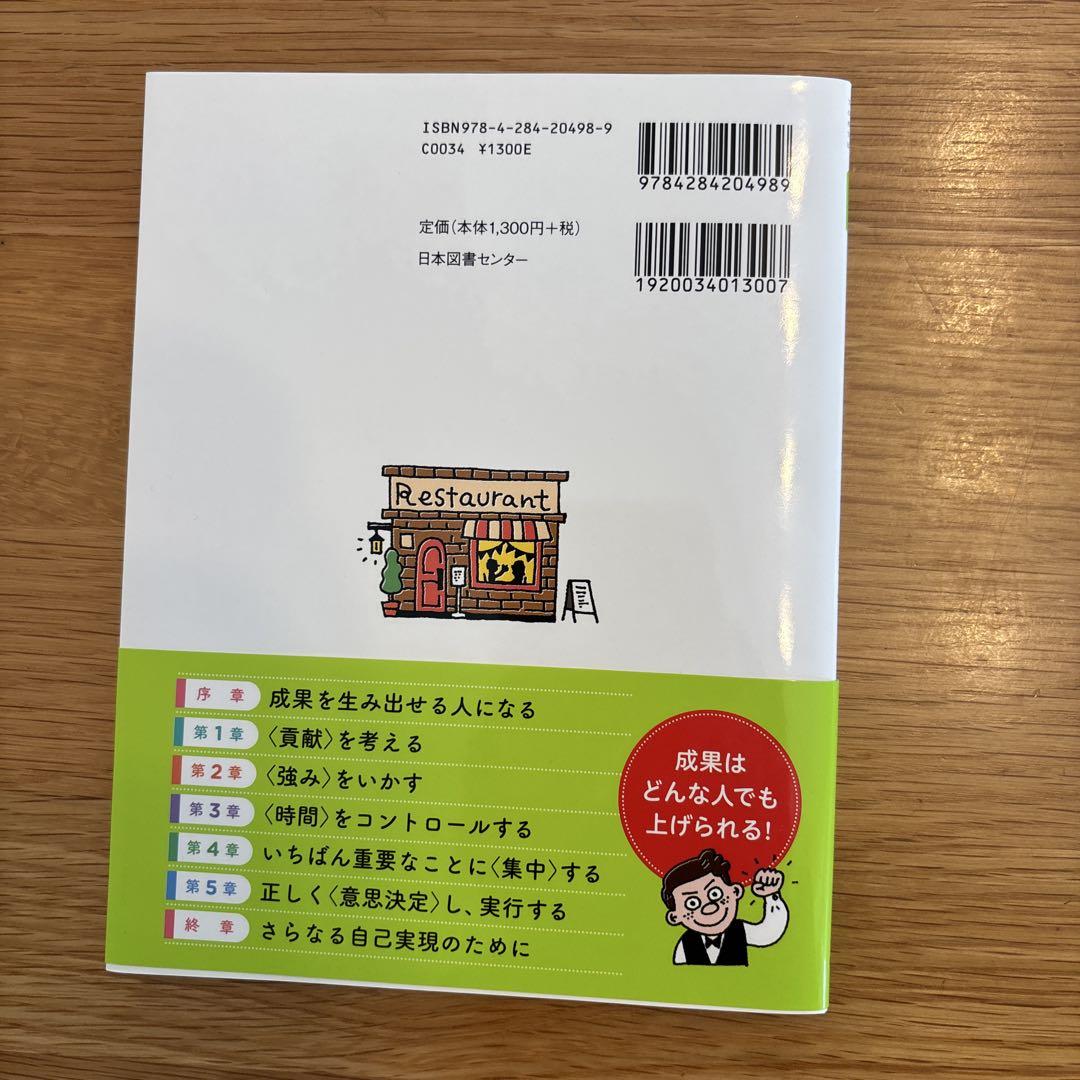 ISBN978-4-284-20498-9
C0034 ¥1300E
9784284204989
定価(本体1,300円+税)
日本図書センター
1920034013007
Restaurant
序 章 成果を生み出せる人になる
第1章 〈貢献〉を考える
第2章 〈強み〉をいかす
第3章 〈時間〉をコントロールする
第4章 いちばん重要なことに〈集中〉する
第5章 正しく〈意思決定〉し、実行する
終 章 さらなる自己実現のために
成果は
どんな人でも
上げられる!